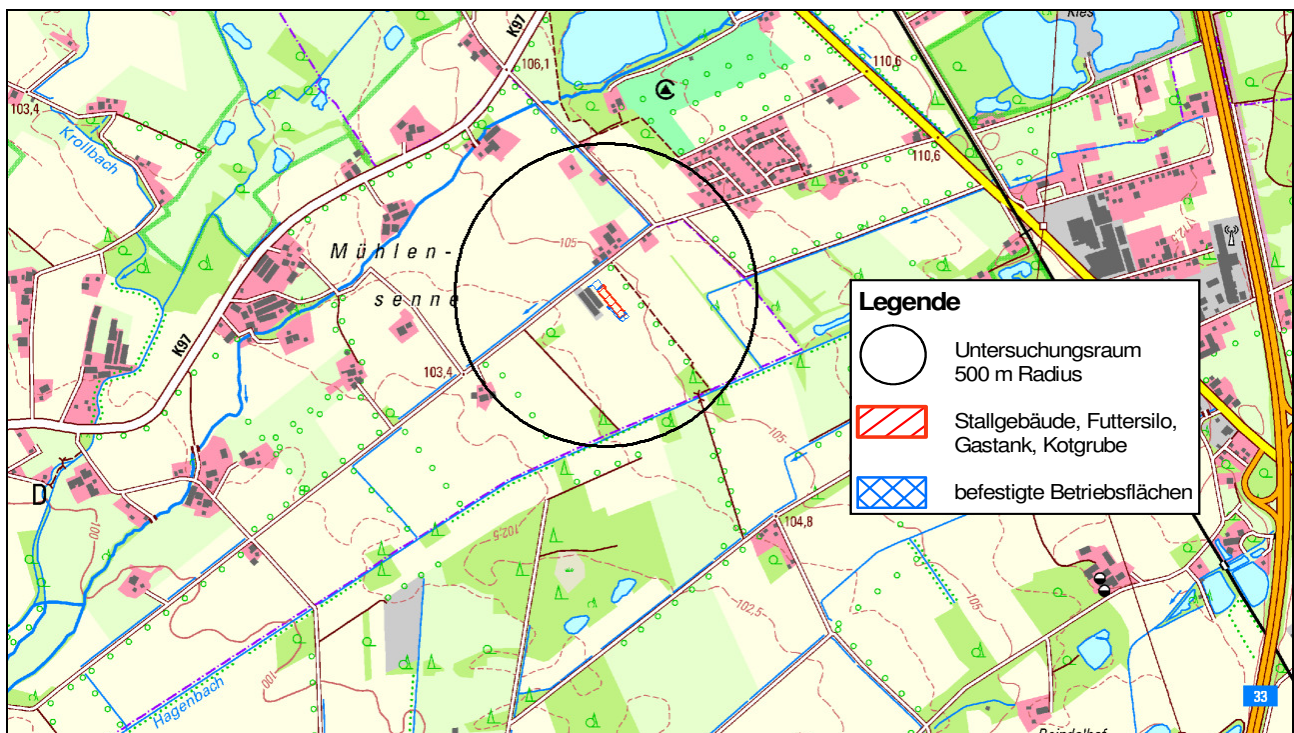 K97
106,1
Kies
110,6
103,4
Krollbach
110,6
105
Mühlen-
senne
K97
103,4
105
104,8
100
102,5
102,5
105
100
Hagenbach
33
D
Legende
Untersuchungsraum
500 m Radius
Stallgebäude, Futtersilo,
Gastank, Kotgrube
befestigte Betriebsflächen